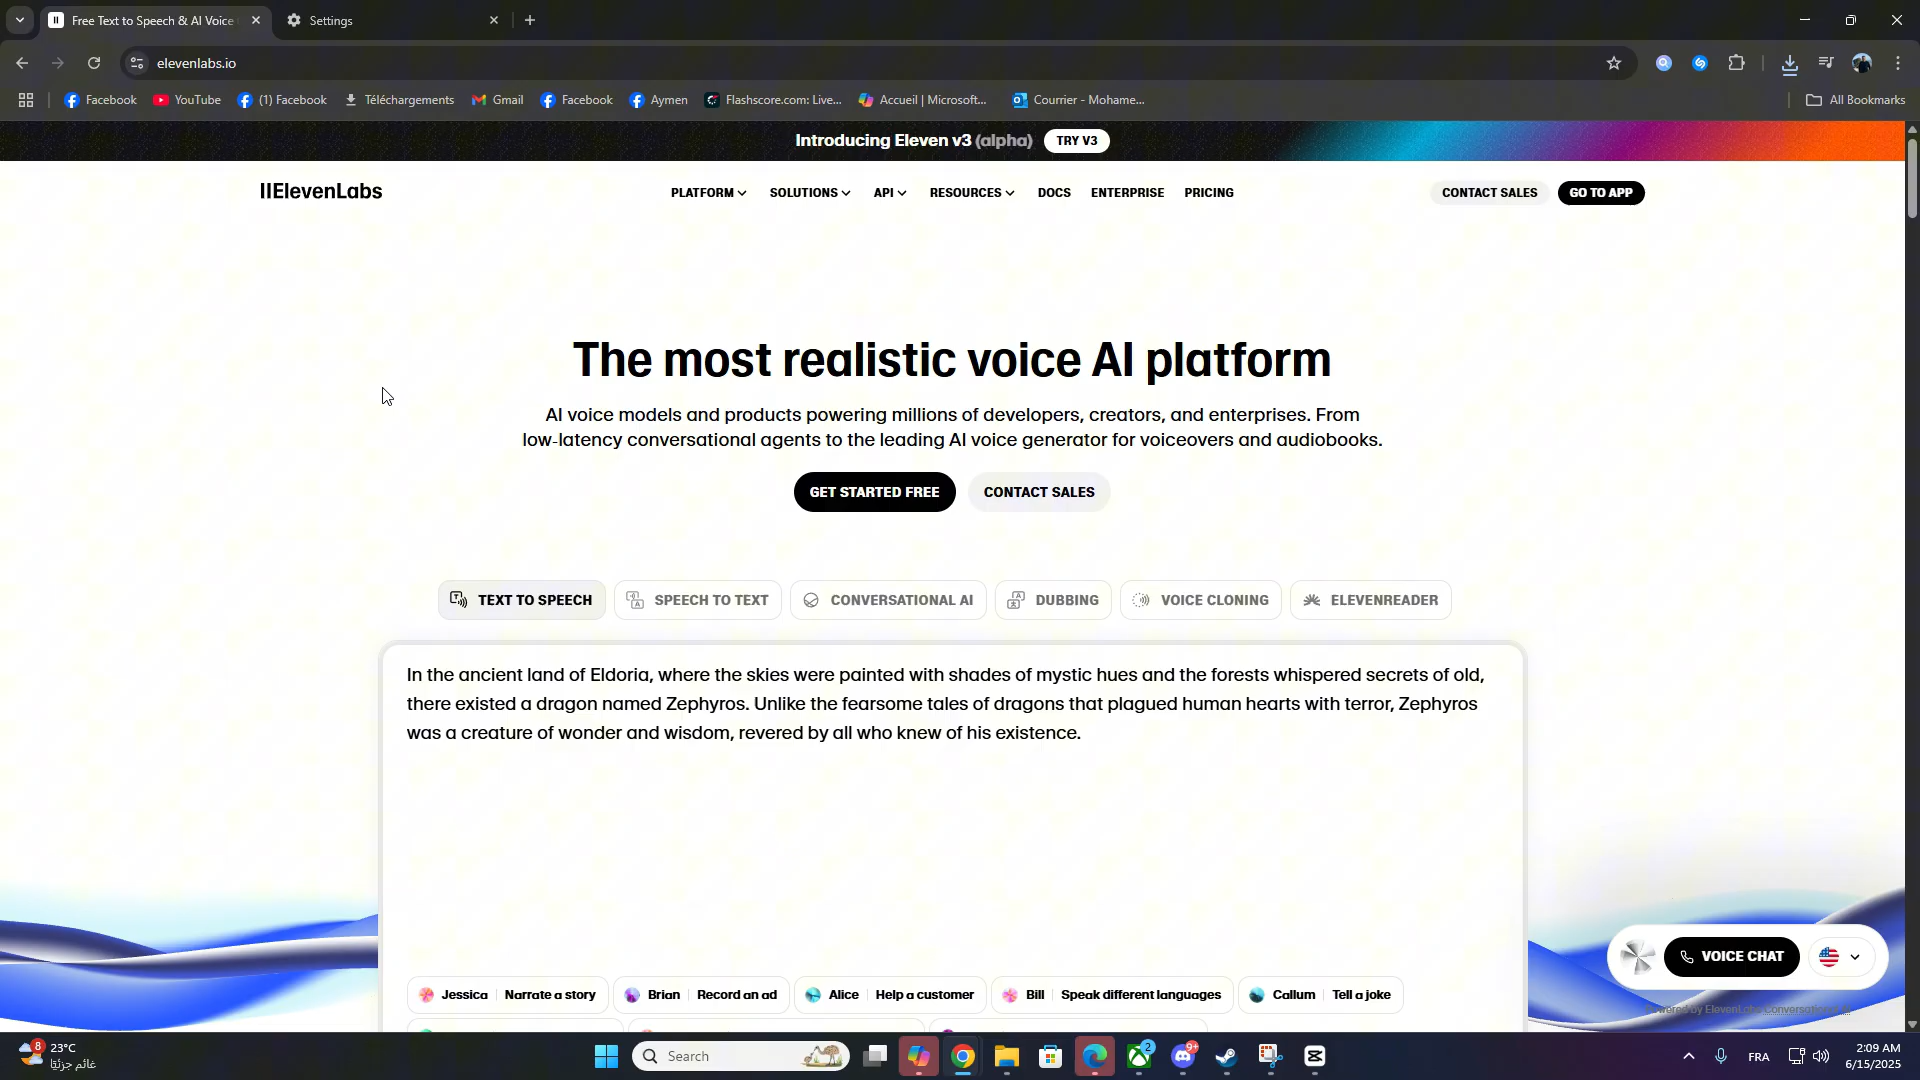 Free Text to Speech & AI Voice
Settings
elevenlabs.io
Facebook
YouTube
(1) Facebook
Téléchargements
Gmail
Facebook
Aymen
Flashscore.com: Live...
Accueil | Microsoft...
Courrier - Mohame...
All Bookmarks
Introducing Eleven v3 (alpha) TRY V3
IIElevenLabs
PLATFORM SOLUTIONS API RESOURCES DOCS ENTERPRISE PRICING
CONTACT SALES GO TO APP
The most realistic voice AI platform
AI voice models and products powering millions of developers, creators, and enterprises. From
low-latency conversational agents to the leading AI voice generator for voiceovers and audiobooks.
GET STARTED FREE CONTACT SALES
TEXT TO SPEECH SPEECH TO TEXT CONVERSATIONAL AI DUBBING VOICE CLONING ELEVENREADER
In the ancient land of Eldoria, where the skies were painted with shades of mystic hues and the forests whispered secrets of old,
there existed a dragon named Zephyros. Unlike the fearsome tales of dragons that plagued human hearts with terror, Zephyros
was a creature of wonder and wisdom, revered by all who knew of his existence.
VOICE CHAT
Jessica Narrate a story Brian Record an ad Alice Help a customer Bill Speak different languages Callum Tell a joke
Powered by ElevenLabs Conversational AI
8
23°C
غائم جزئيًا
Search
2
9+
FRA
2:09 AM
6/15/2025